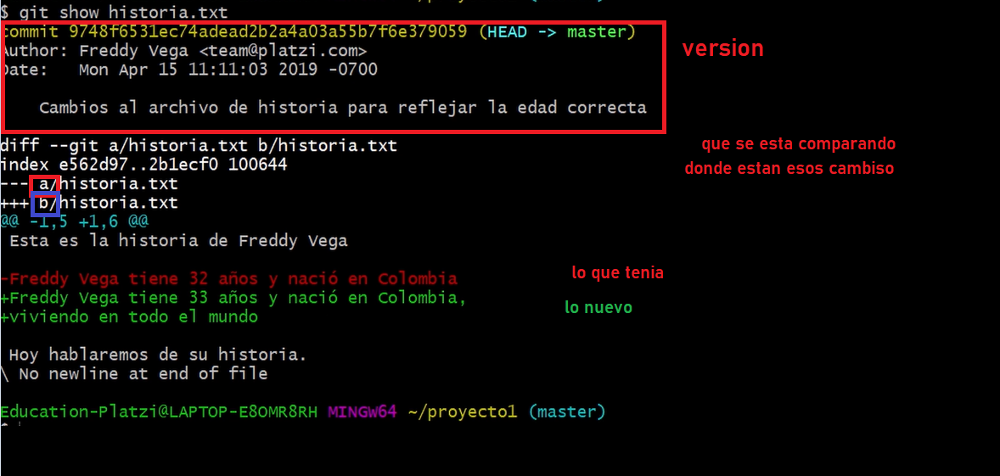 $ git show historia.txt
commit 9748f6531ec74adead2b2a4a03a55b7f6e379059 (HEAD -> master)
version
Author: Freddy Vega <team@platzi.com>
Date:   Mon Apr 15 11:11:03 2019 -0700
Cambios al archivo de historia para reflejar la edad correcta
diff --git a/historia.txt b/historia.txt
que se esta comparando
index e562d97..2b1ecf0 100644
donde estan esos cambiso
--- a/historia.txt
+++ b/historia.txt
@@ -1,5 +1,6 @@
Esta es la historia de Freddy Vega
-Freddy Vega tiene 32 años y nació en Colombia
lo que tenia
+Freddy Vega tiene 33 años y nació en Colombia,
lo nuevo
+viviendo en todo el mundo
Hoy hablaremos de su historia.
\ No newline at end of file
Education-Platzi@LAPTOP-E8OMR8RH MINGW64 ~/proyecto1 (master)